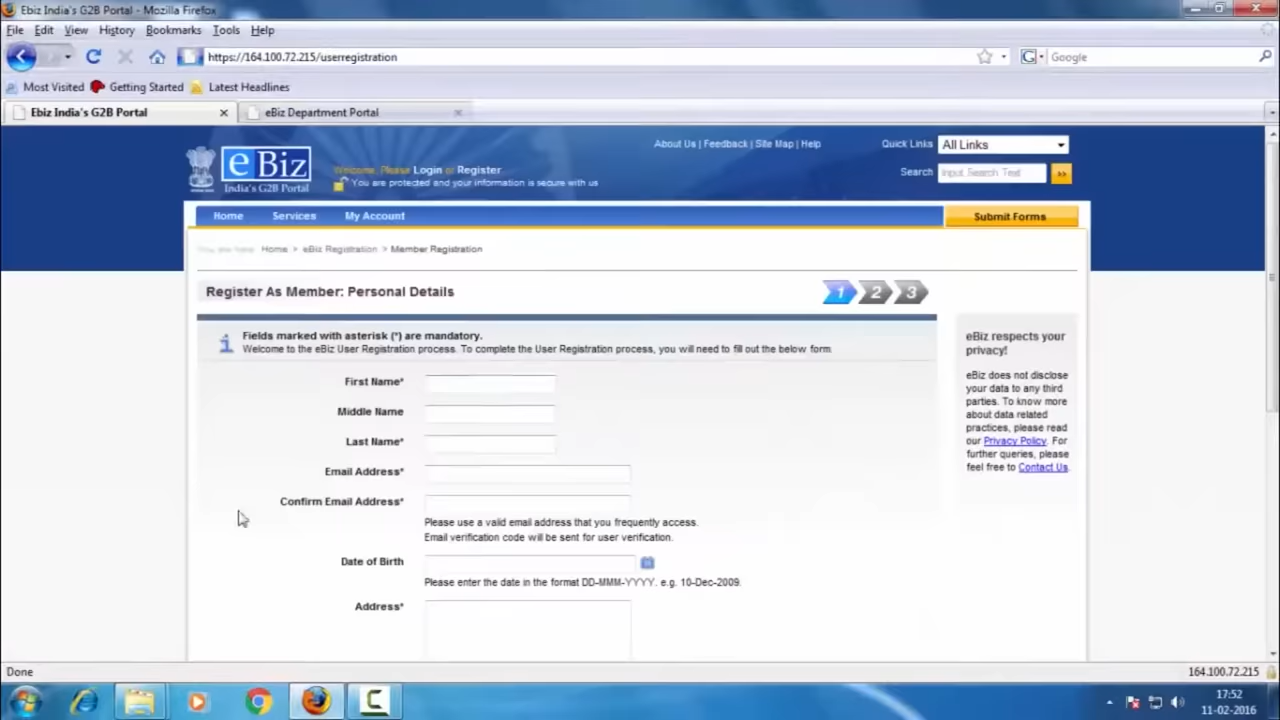 Ebiz India's G2B Portal - Mozilla Firefox
File Edit View History Bookmarks Tools Help
https://164.100.72.215/userregistration
Google
Most Visited Getting Started Latest Headlines
Ebiz India's G2B Portal
eBiz Department Portal
About Us | Feedback | Site Map | Help
Quick Links All Links
eBiz
India's G2B Portal
Welcome, Please Login or Register
You are protected and your information is secure with us
Search Input Search Text >>
Home Services My Account Submit Forms
You are here: Home > eBiz Registration > Member Registration
Register As Member: Personal Details
1 2 3
Fields marked with asterisk (*) are mandatory.
Welcome to the eBiz User Registration process. To complete the User Registration process, you will need to fill out the below form
First Name*
Middle Name
Last Name*
Email Address*
Confirm Email Address*
Please use a valid email address that you frequently access.
Email verification code will be sent for user verification.
Date of Birth
Please enter the date in the format DD-MMM-YYYY. e.g. 10-Dec-2009.
Address*
eBiz respects your
privacy!
eBiz does not disclose
your data to any third
parties. To know more
about data related
practices, please read
our Privacy Policy. For
further queries, please
feel free to Contact Us.
Done
164.100.72.215
17:52
11-02-2016